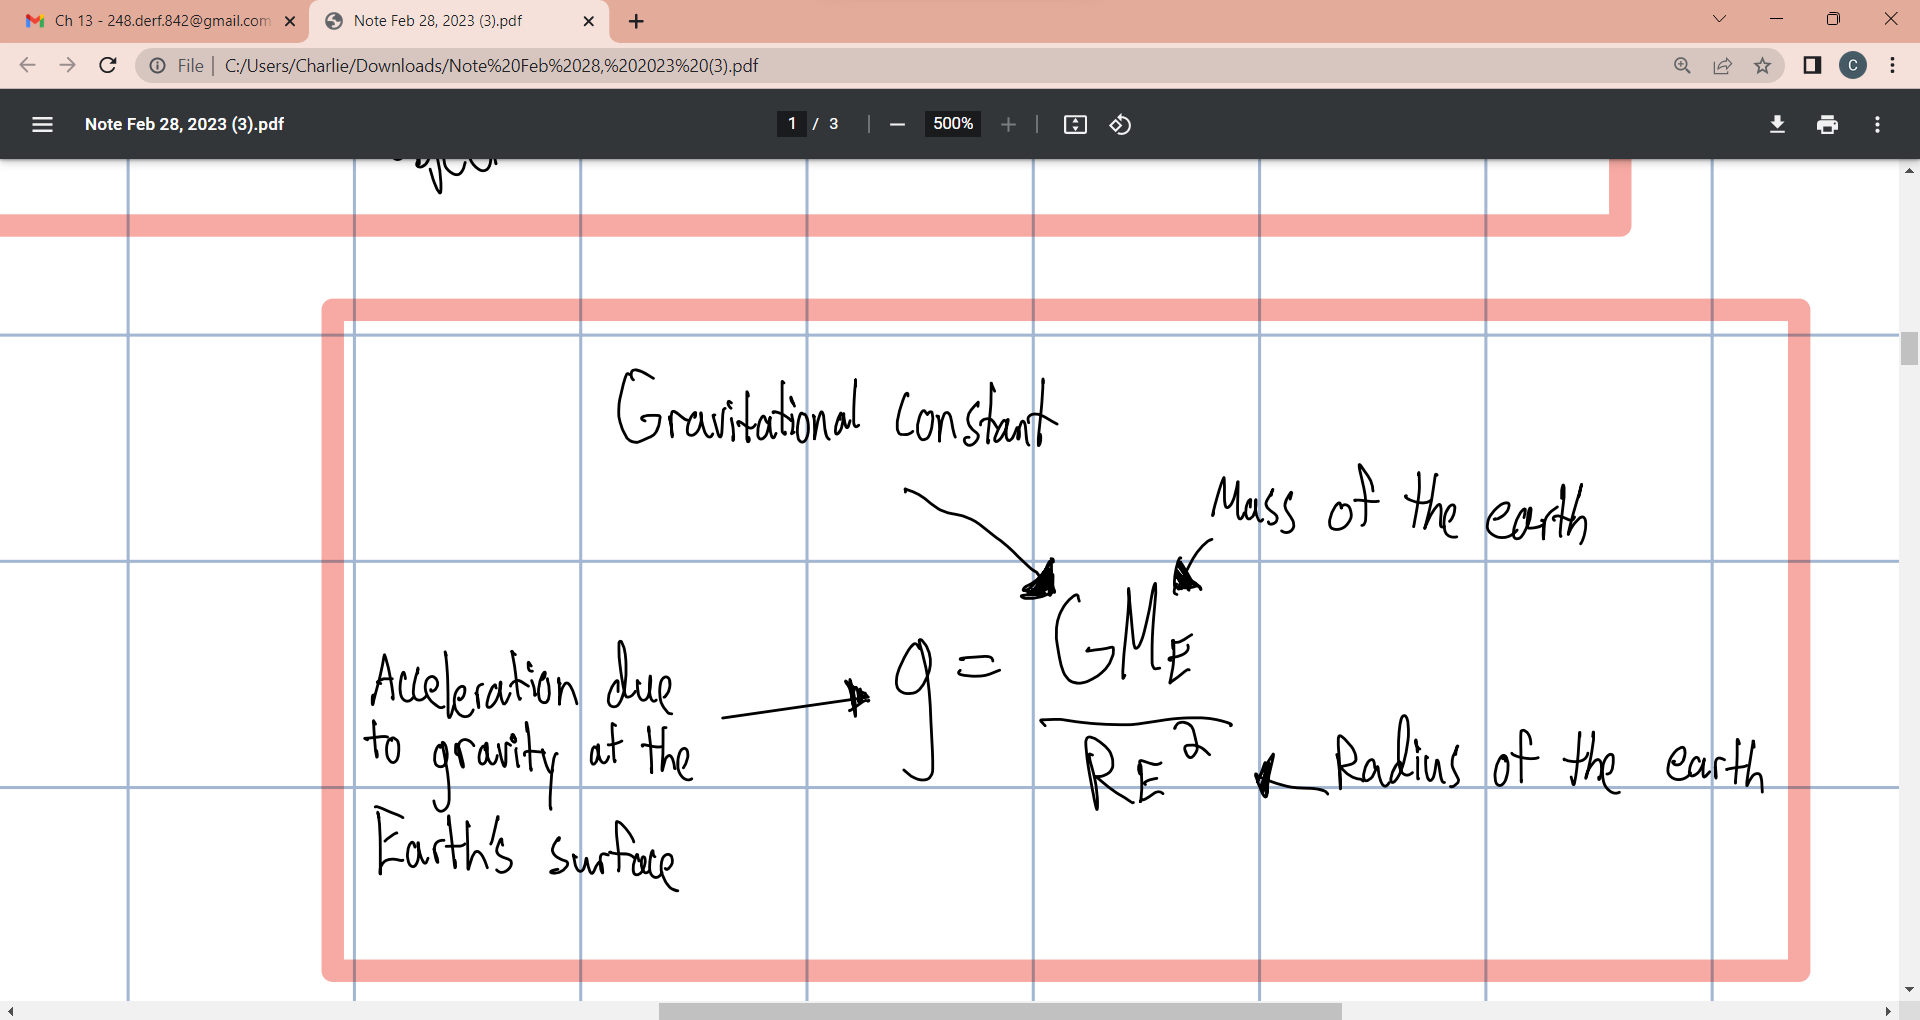 Ch 13 - 248.derf.842@gmail.com
Note Feb 28, 2023 (3).pdf
File
C:/Users/Charlie/Downloads/Note%20Feb%2028,%202023%20(3).pdf
C
Note Feb 28, 2023 (3).pdf
1 / 3
500%
Gravitational constant
Mass of the earth
Acceleration due
to gravity at the
Earth's surface
g = GME
RE²
Radius of the earth